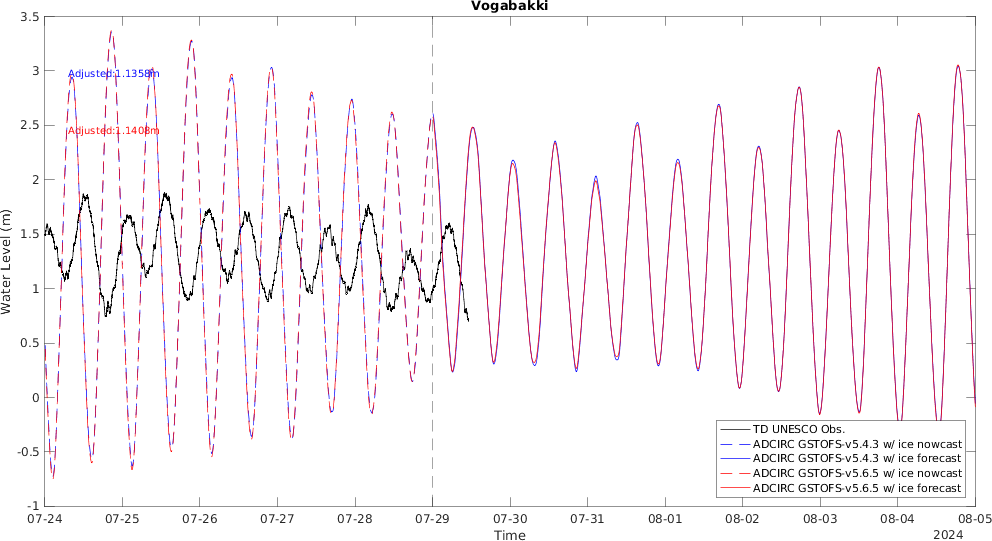 Vogabakki
3.5
3
2.5
2
1.5
1
0.5
0
-0.5
-1
Water Level (m)
Adjusted:1.1358m
Adjusted:1.1408m
TD UNESCO Obs.
ADCIRC GSTOFS-v5.4.3 w/ ice nowcast
ADCIRC GSTOFS-v5.4.3 w/ ice forecast
ADCIRC GSTOFS-v5.6.5 w/ ice nowcast
ADCIRC GSTOFS-v5.6.5 w/ ice forecast
07-24 07-25 07-26 07-27 07-28 07-29 07-30 07-31 08-01 08-02 08-03 08-04 08-05
Time
2024